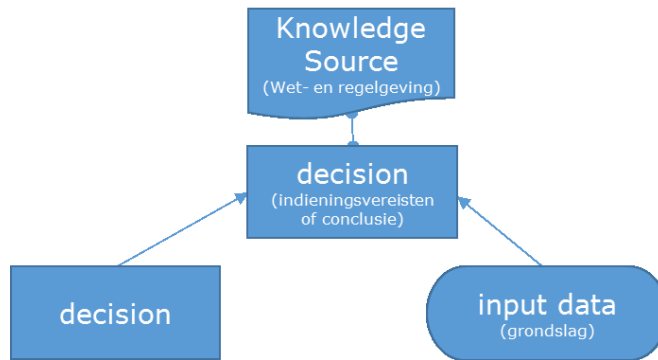 Knowledge
Source
(Wet- en regelgeving)
decision
(indieningsvereisten
of conclusie)
decision
input data
(grondslag)